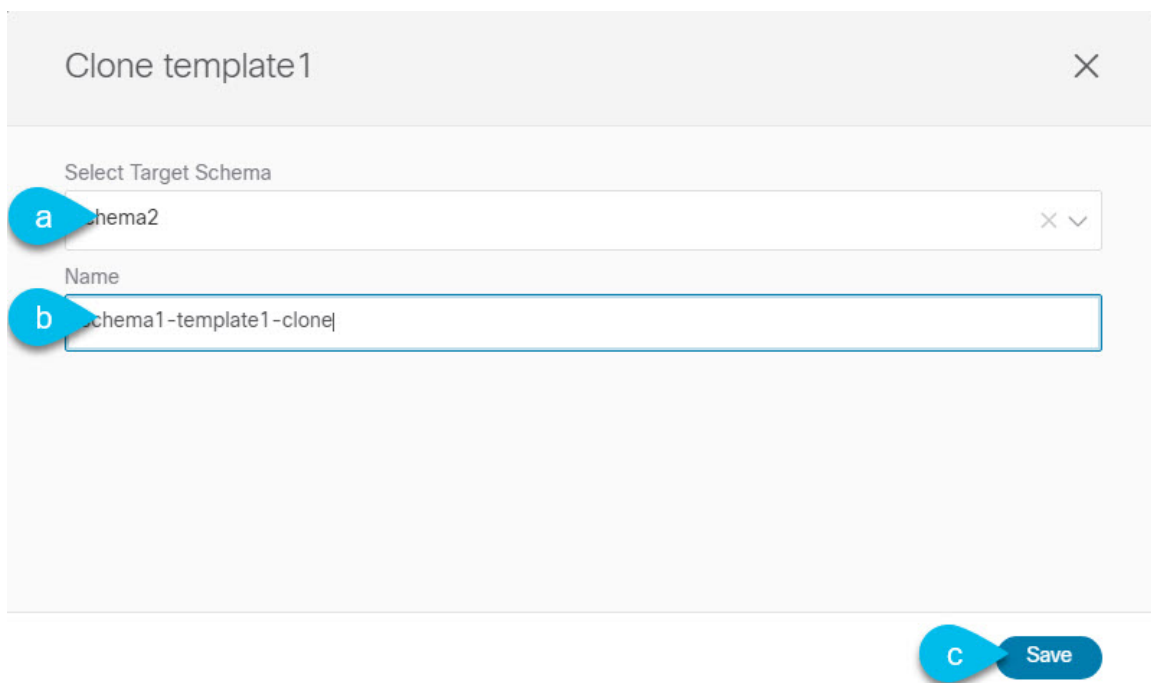 Clone template1
Select Target Schema
a
chema2
Name
b
schema1-template1-clone
c
Save